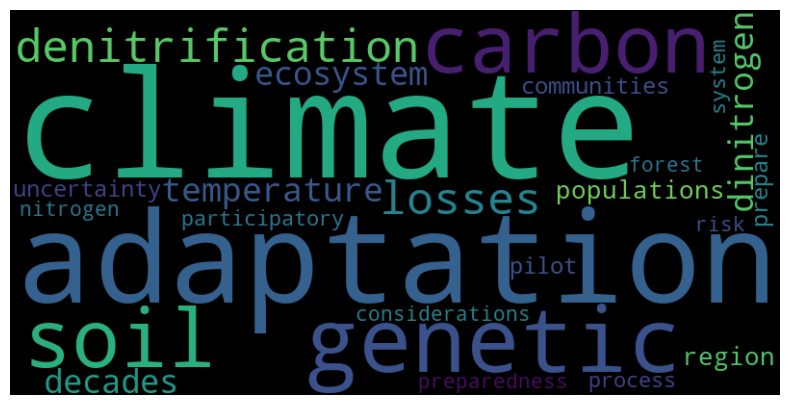 denitrification carbon
ecosystem communities
system
dinitrogen
climate
forest
prepare
uncertainty temperature losses populations
nitrogen participatory risk
adaptation
pilot
considerations
soil genetic region
decades preparedness process